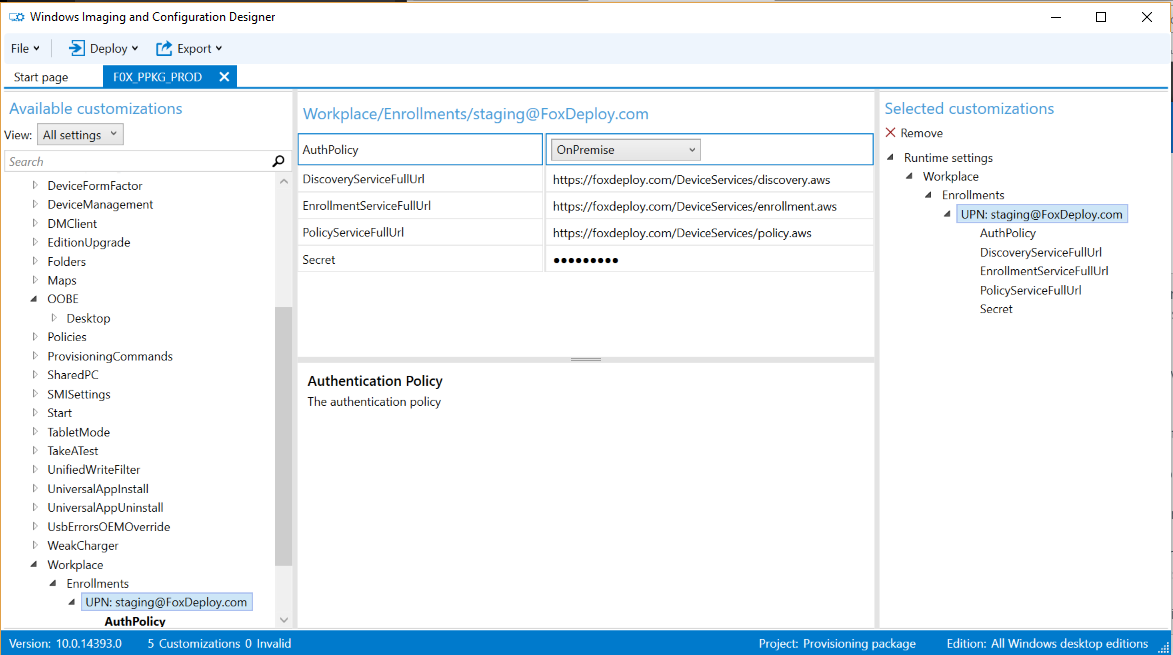 Windows Imaging and Configuration Designer
File Deploy Export
Start page F0X_PPKG_PROD
Available customizations
View: All settings
Search
DeviceFormFactor
DeviceManagement
DMClient
EditionUpgrade
Folders
Maps
OOBE
Desktop
Policies
ProvisioningCommands
SharedPC
SMISettings
Start
TabletMode
TakeATest
UnifiedWriteFilter
UniversalAppInstall
UniversalAppUninstall
UsbErrorsOEMOverride
WeakCharger
Workplace
Enrollments
UPN: staging@FoxDeploy.com
AuthPolicy
Workplace/Enrollments/staging@FoxDeploy.com
AuthPolicy OnPremise
DiscoveryServiceFullUrl https://foxdeploy.com/DeviceServices/discovery.aws
EnrollmentServiceFullUrl https://foxdeploy.com/DeviceServices/enrollment.aws
PolicyServiceFullUrl https://foxdeploy.com/DeviceServices/policy.aws
Secret ●●●●●●●●●
Authentication Policy
The authentication policy
Selected customizations
Remove
Runtime settings
Workplace
Enrollments
UPN: staging@FoxDeploy.com
AuthPolicy
DiscoveryServiceFullUrl
EnrollmentServiceFullUrl
PolicyServiceFullUrl
Secret
Version: 10.0.14393.0 5 Customizations 0 Invalid Project: Provisioning package Edition: All Windows desktop editions